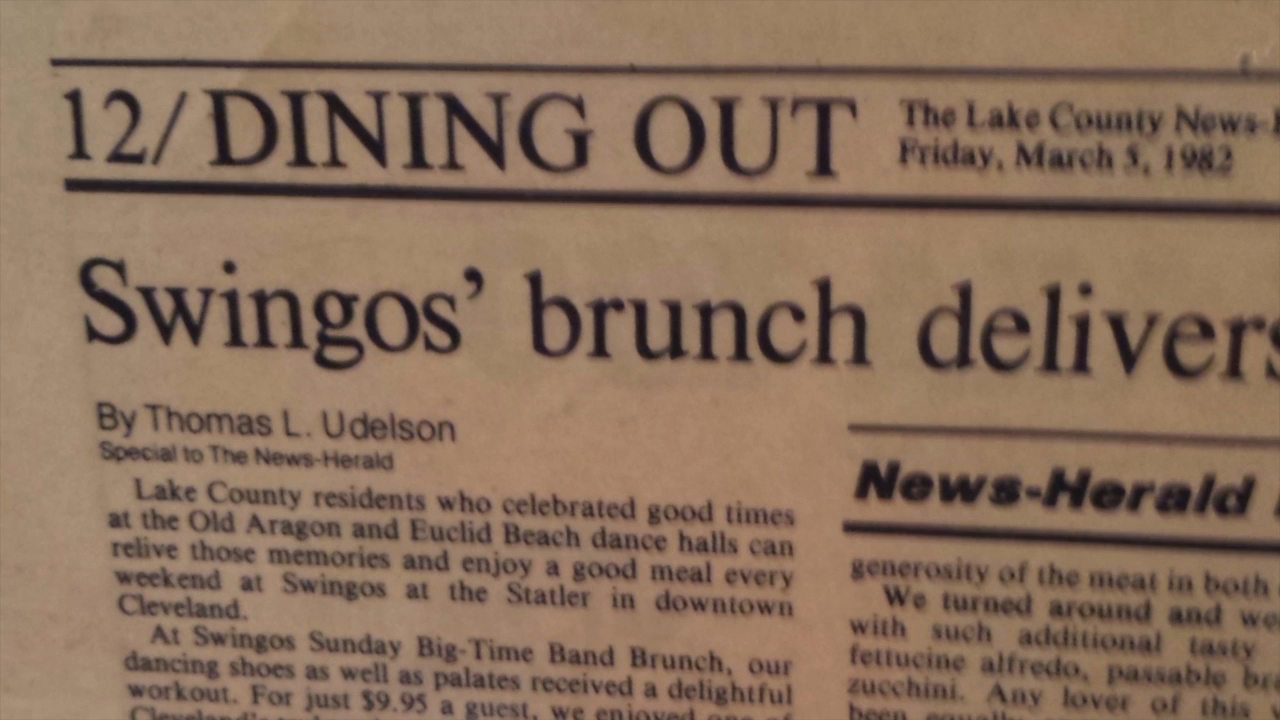 12/ DINING OUT
The Lake County News-
Friday, March 5, 1982
Swingos' brunch delivers
By Thomas L. Udelson
Special to The News-Herald
Lake County residents who celebrated good times
at the Old Aragon and Euclid Beach dance halls can
relive those memories and enjoy a good meal every
weekend at Swingos at the Statler in downtown
Cleveland.
At Swingos Sunday Big-Time Band Brunch, our
dancing shoes as well as palates received a delightful
workout. For just $9.95 a guest, we enjoyed one of
News-Herald
generosity of the meat in both
We turned around and
with such additional tasty
fettucine alfredo, passable
zucchini. Any lover of this
been